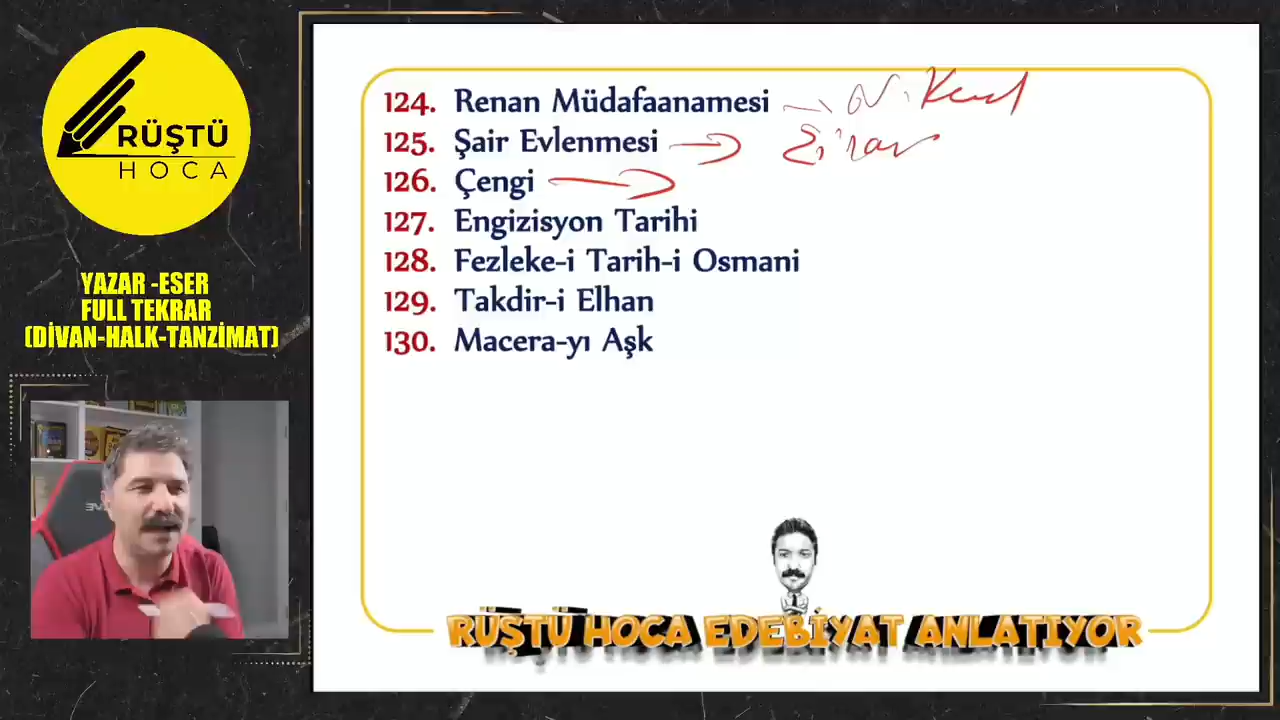 RÜŞTÜ
HOCA
YAZAR -ESER
FULL TEKRAR
(DİVAN-HALK-TANZİMAT)
124. Renan Müdafaanamesi N. Kemal
125. Şair Evlenmesi
126. Çengi
127. Engizisyon Tarihi
128. Fezleke-i Tarih-i Osmani
129. Takdir-i Elhan
130. Macera-yı Aşk
RÜŞTÜ HOCA EDEBİYAT ANLATIYOR